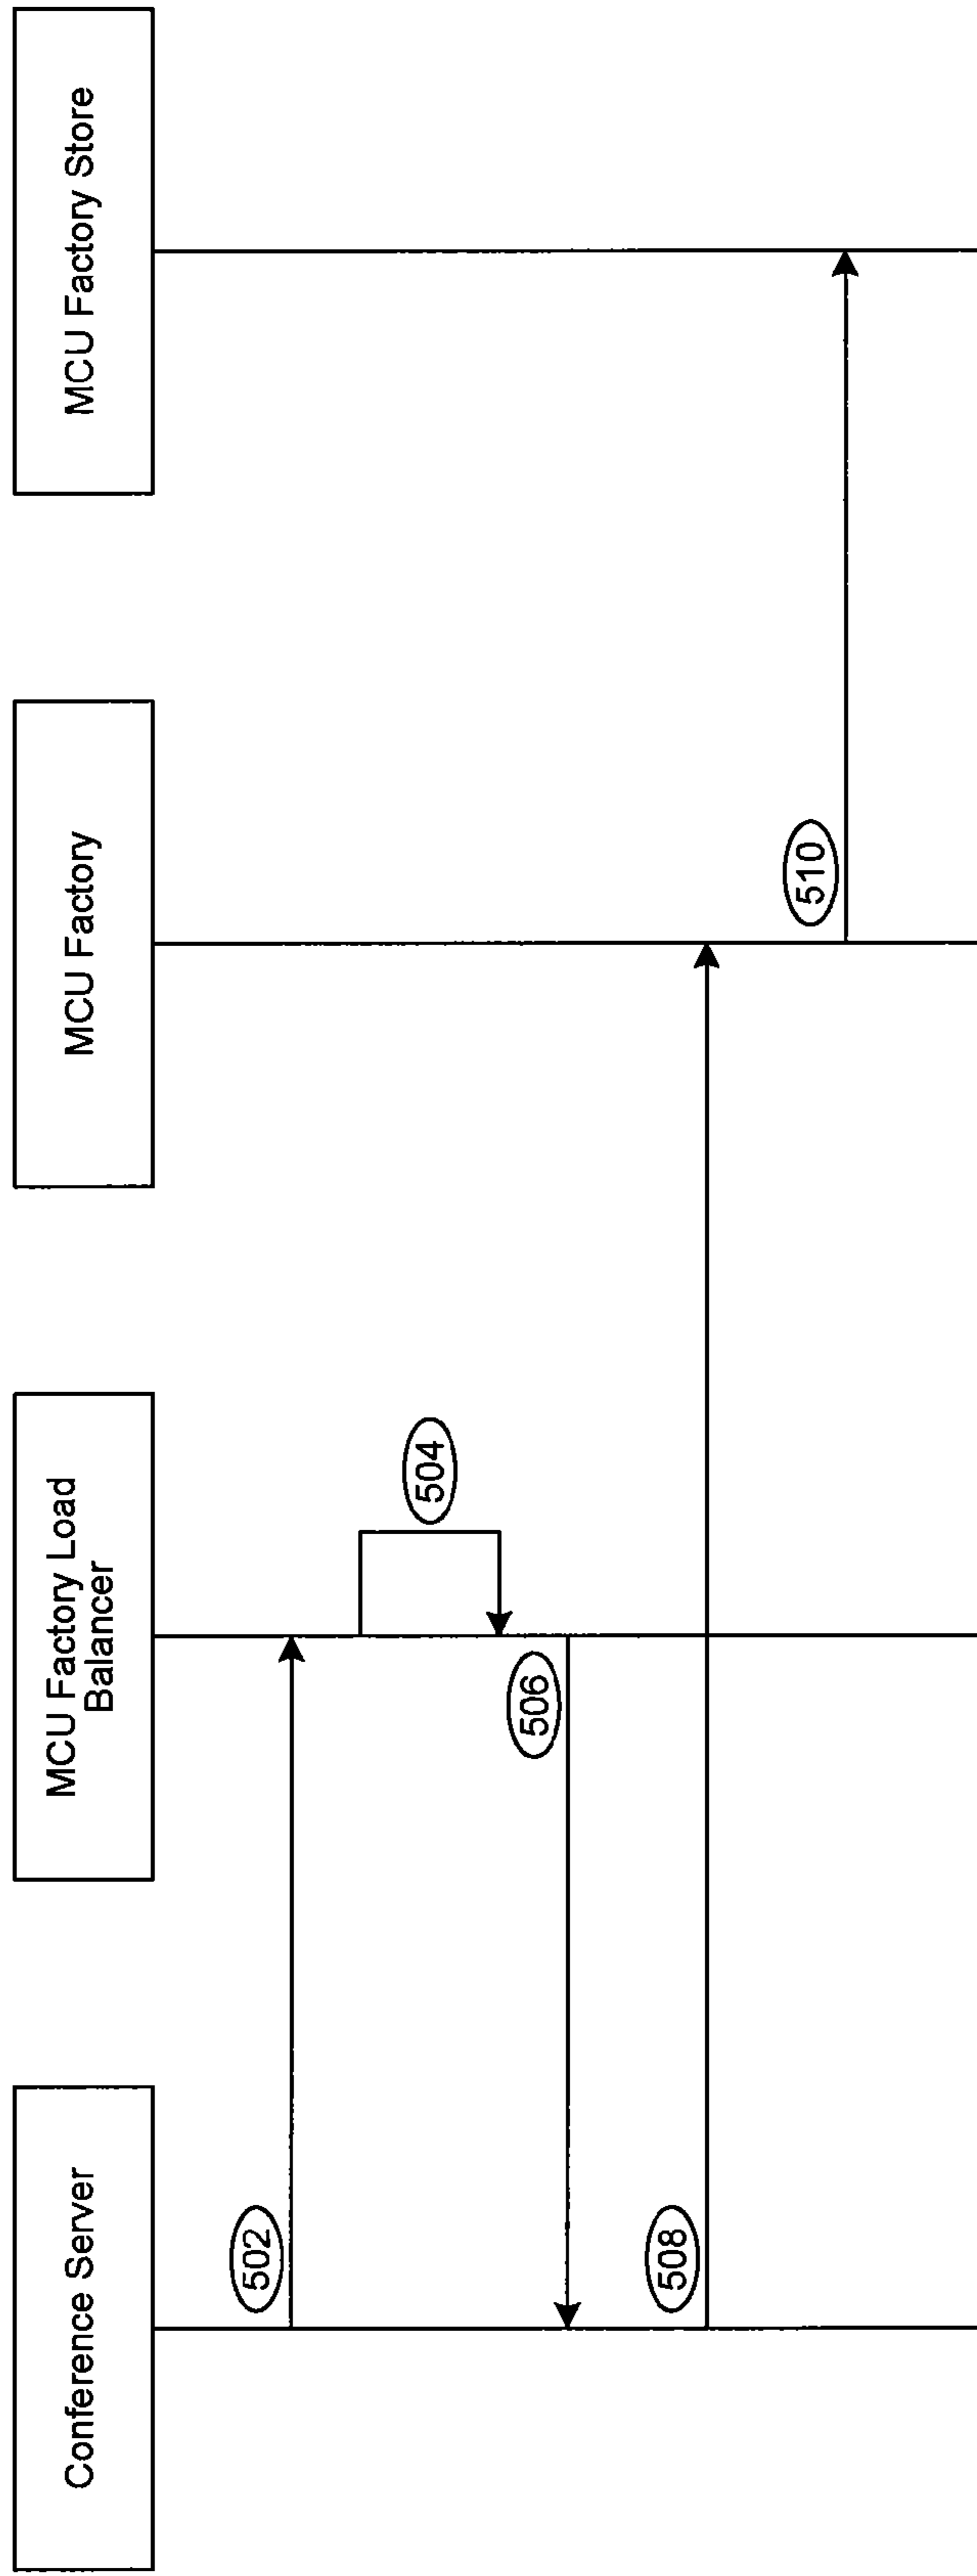 Conference Server
MCU Factory Load
Balancer
MCU Factory
MCU Factory Store
502
504
506
508
510